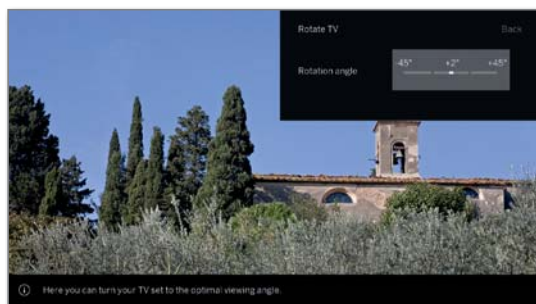 Rotate TV Back
-45° +2° +45°
Rotation angle
Here you can turn your TV set to the optimal viewing angle.